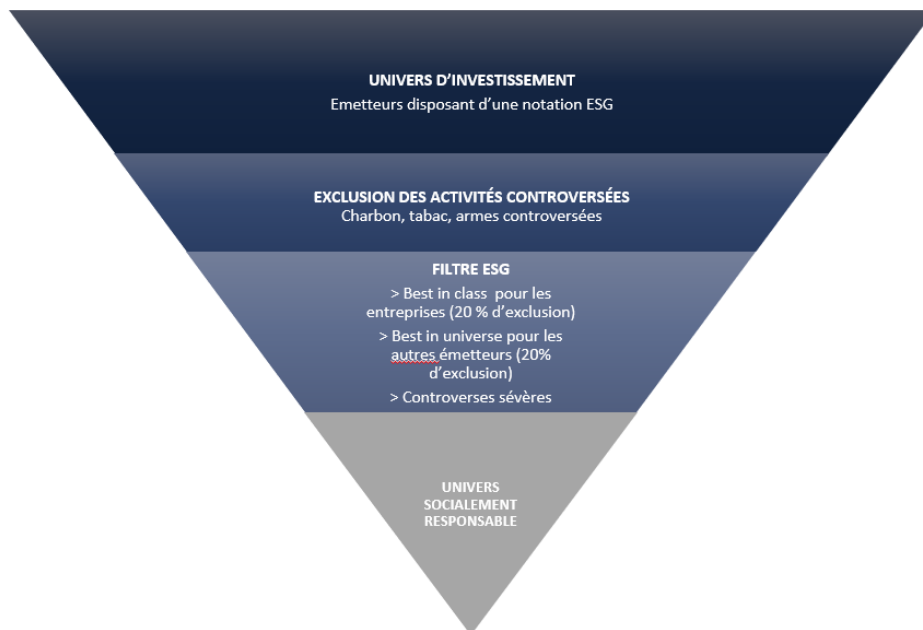 UNIVERS D’INVESTISSEMENT
Emetteurs disposant d’une notation ESG
EXCLUSION DES ACTIVITÉS CONTROVERSÉES
Charbon, tabac, armes controversées
FILTRE ESG
> Best in class  pour les
entreprises (20 % d’exclusion)
> Best in universe pour les
autres émetteurs (20%
d’exclusion)
> Controverses sévères
UNIVERS
SOCIALEMENT
RESPONSABLE